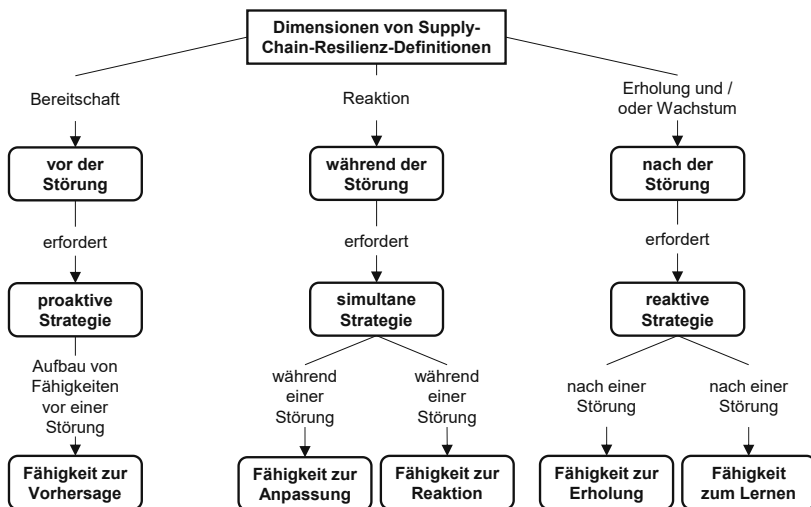 Dimensionen von Supply-
Chain-Resilienz-Definitionen
Bereitschaft
Reaktion
Erholung und /
oder Wachstum
vor der
Störung
während der
Störung
nach der
Störung
erfordert
erfordert
erfordert
proaktive
Strategie
simultane
Strategie
reaktive
Strategie
Aufbau von
Fähigkeiten
vor einer
Störung
während
einer
Störung
während
einer
Störung
nach einer
Störung
nach einer
Störung
Fähigkeit zur
Vorhersage
Fähigkeit zur
Anpassung
Fähigkeit zur
Reaktion
Fähigkeit zur
Erholung
Fähigkeit
zum Lernen